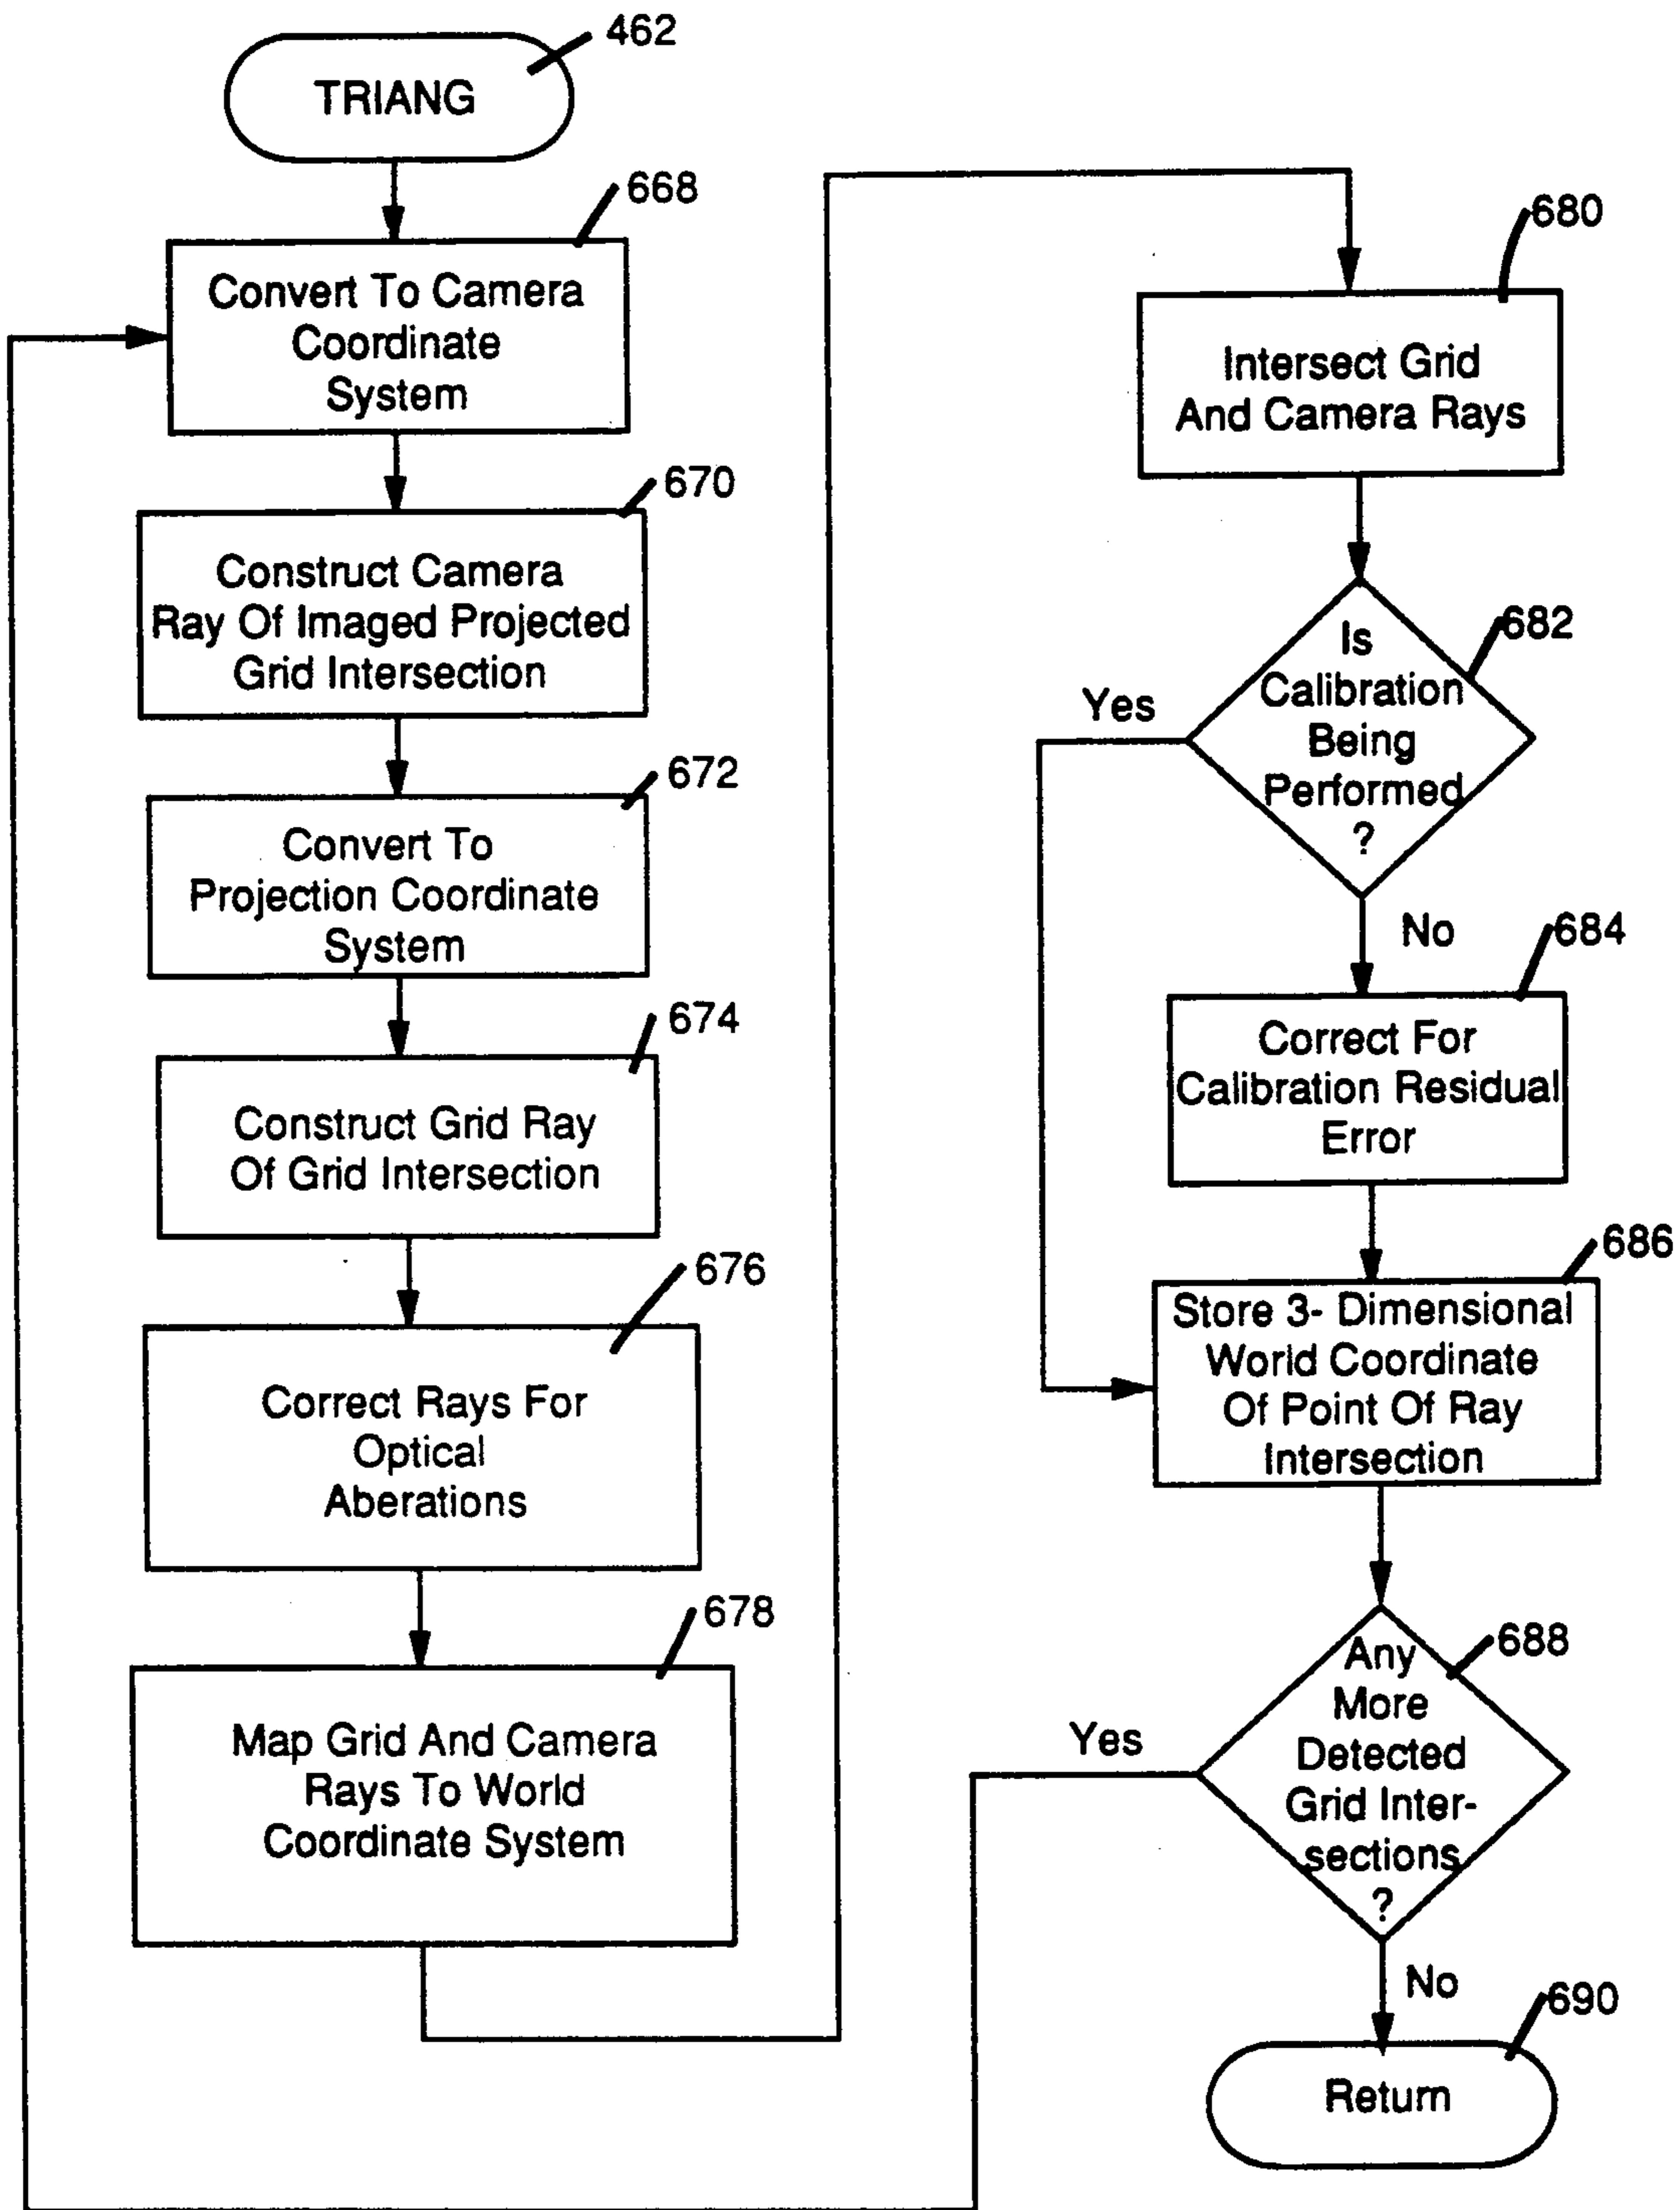 462
TRIANG
668
Convert To Camera
Coordinate
System
670
Construct Camera
Ray Of Imaged Projected
Grid Intersection
672
Convert To
Projection Coordinate
System
674
Construct Grid Ray
Of Grid Intersection
676
Correct Rays For
Optical
Aberations
678
Map Grid And Camera
Rays To World
Coordinate System
680
Intersect Grid
And Camera Rays
682
Is
Calibration
Being
Performed
?
Yes
No
684
Correct For
Calibration Residual
Error
686
Store 3- Dimensional
World Coordinate
Of Point Of Ray
Intersection
688
Any
More
Detected
Grid Inter-
sections
?
Yes
No
690
Return